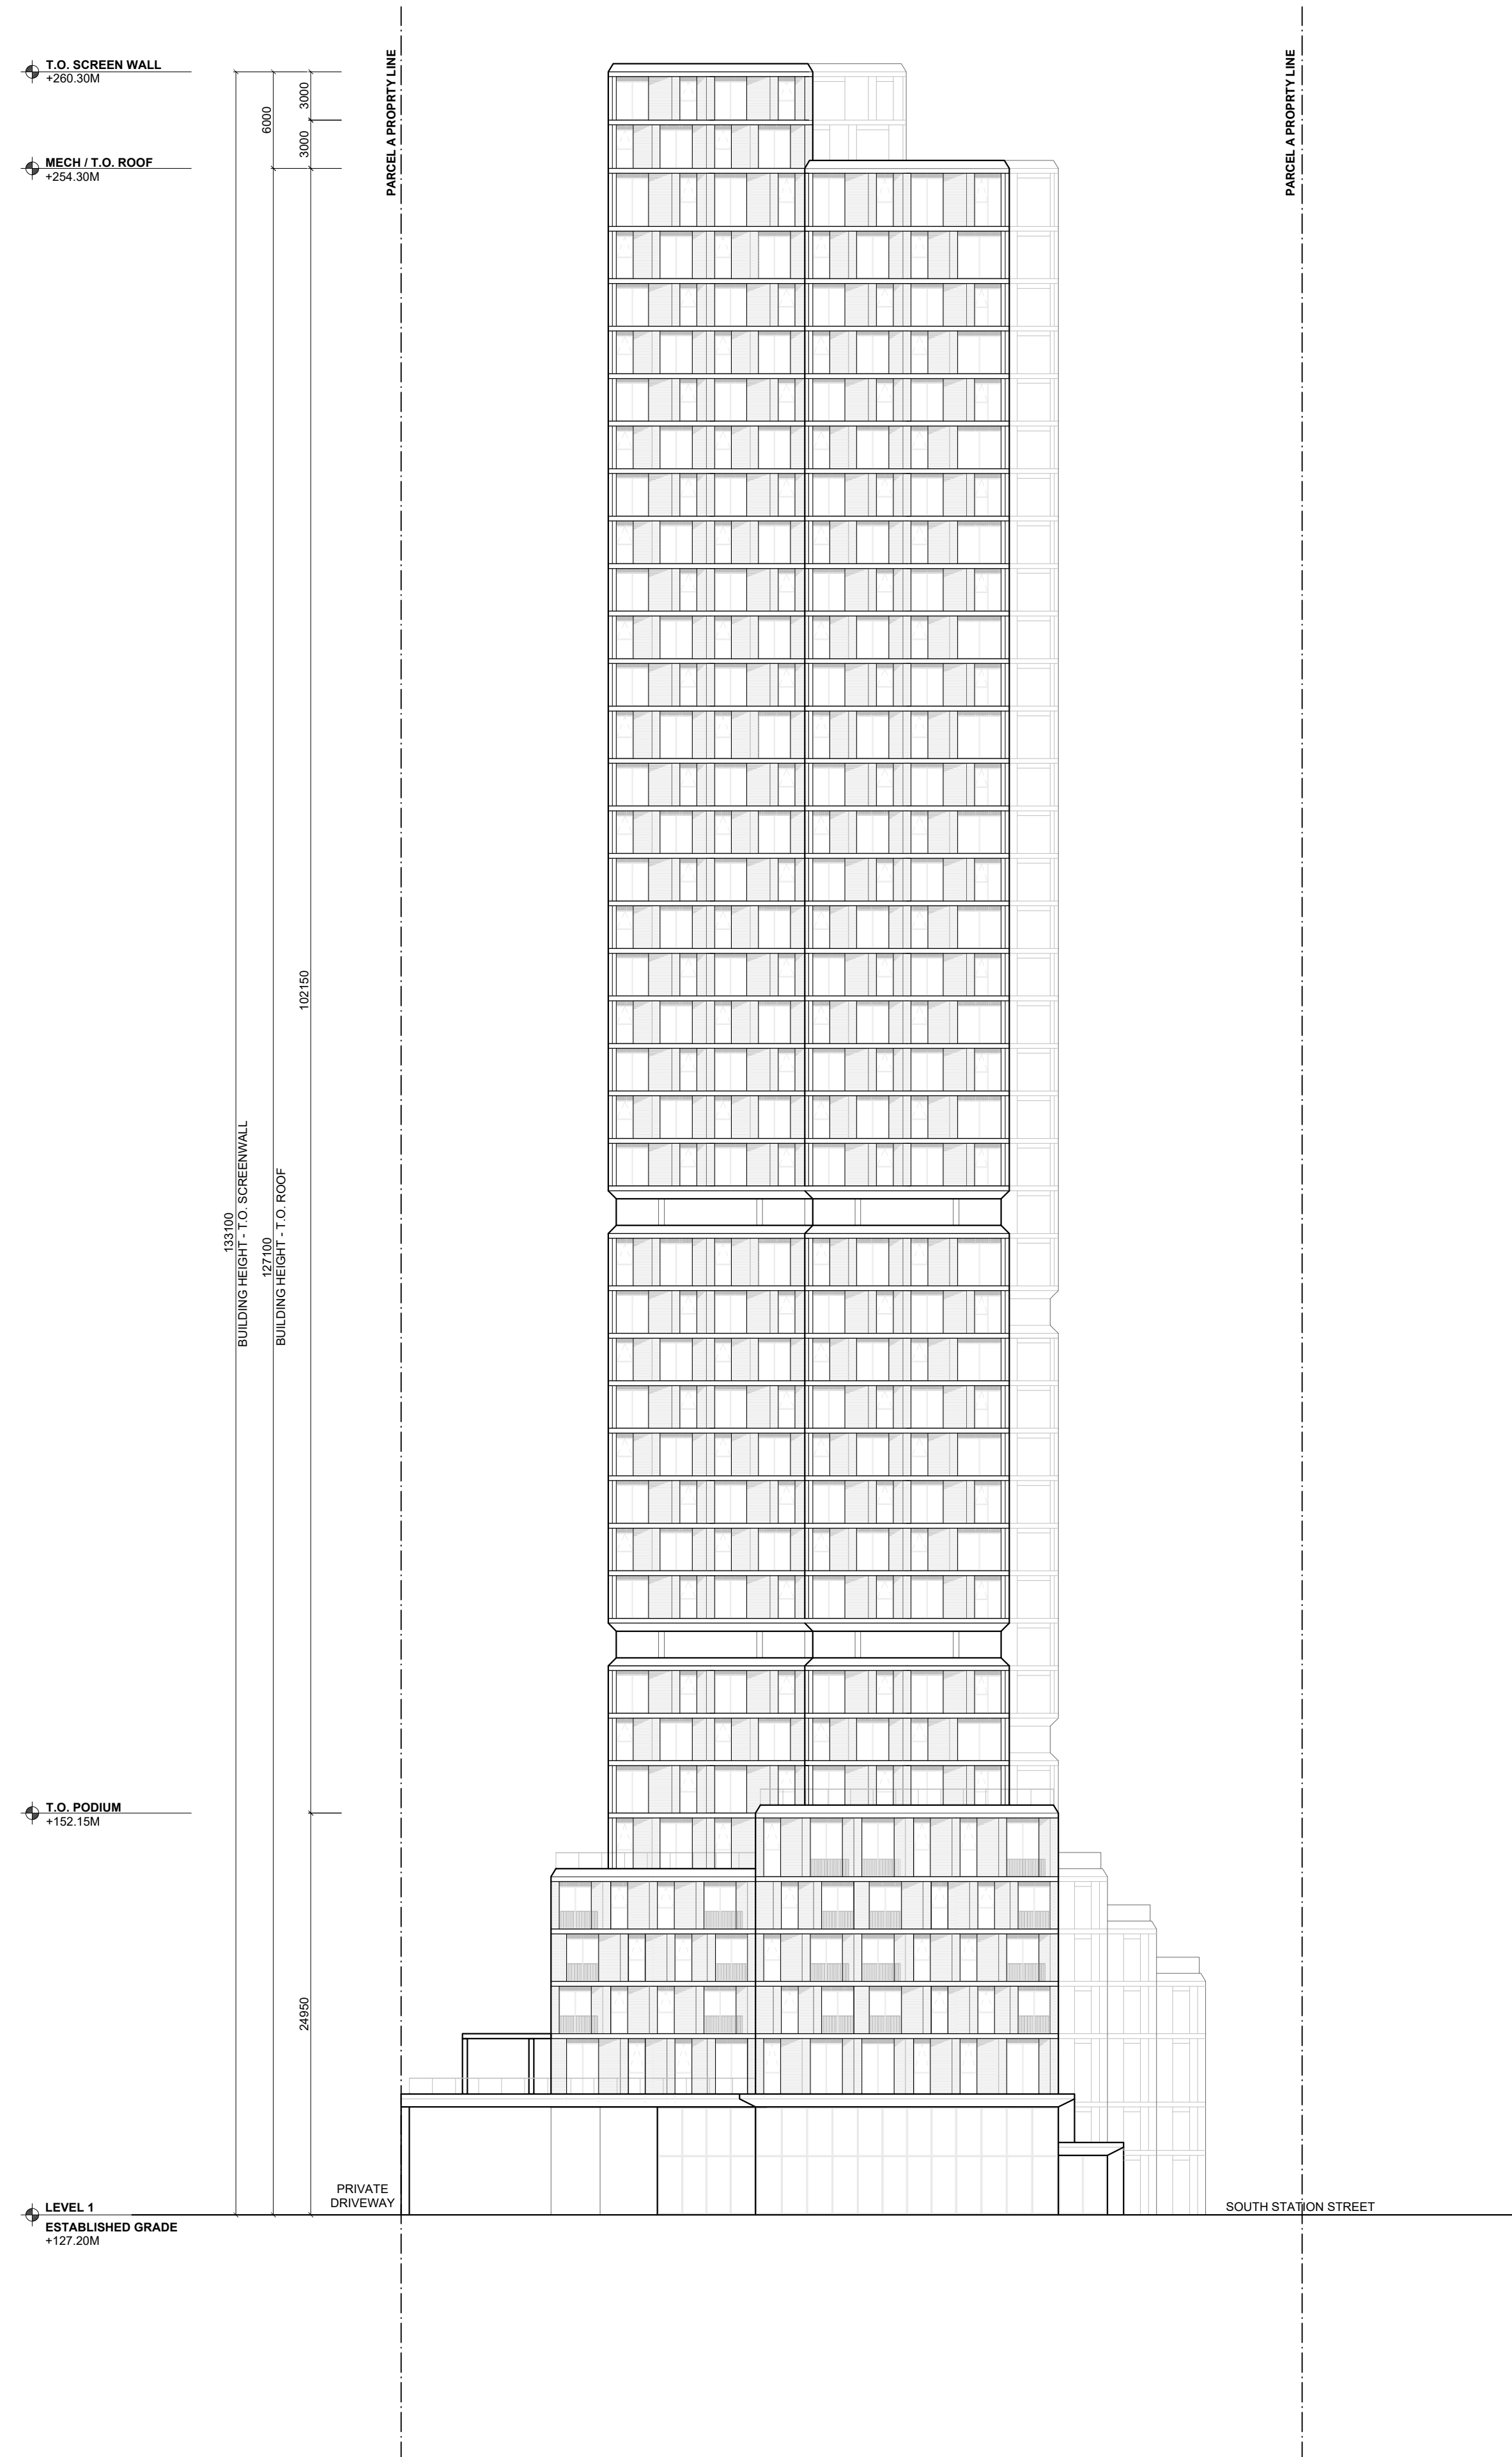 T.O. SCREEN WALL
+260.30M
3000
6000
3000
PARCEL A PROPRTY LINE
PARCEL A PROPRTY LINE
MECH / T.O. ROOF
+254.30M
102150
133100
BUILDING HEIGHT - T.O. SCREENWALL
127100
BUILDING HEIGHT - T.O. ROOF
T.O. PODIUM
+152.15M
24950
PRIVATE
DRIVEWAY
SOUTH STATION STREET
LEVEL 1
ESTABLISHED GRADE
+127.20M